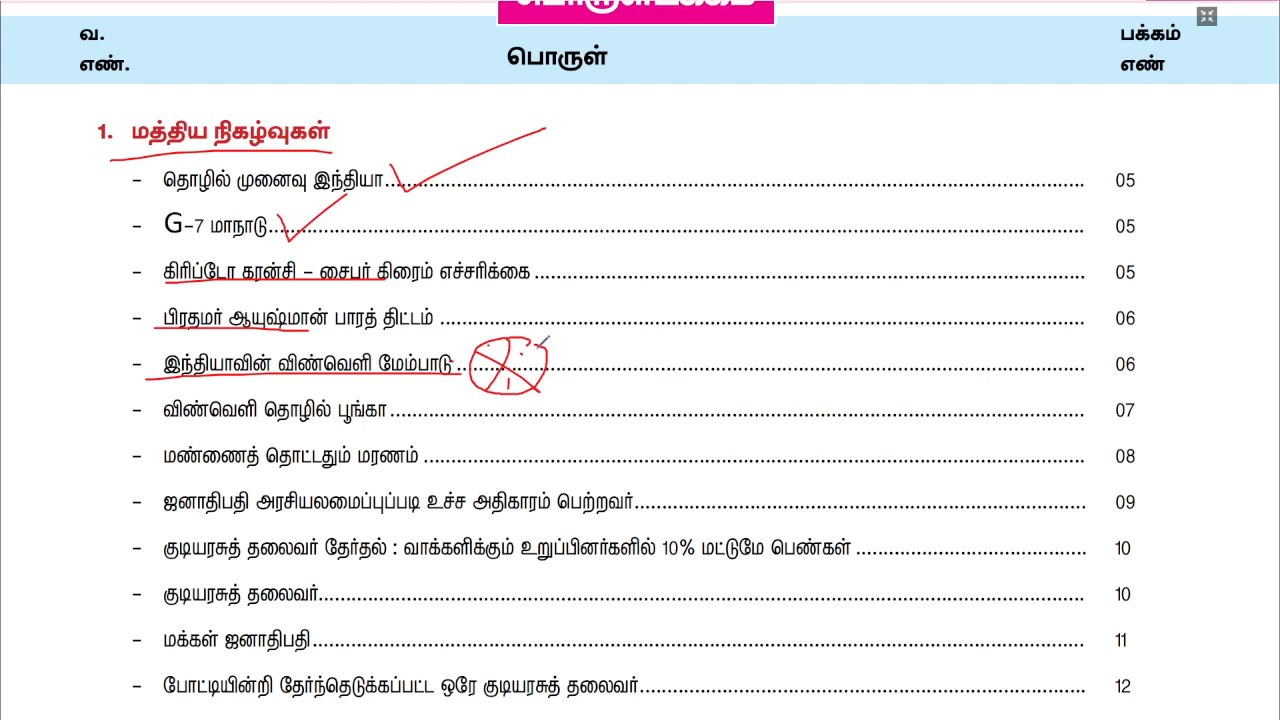 பொருளடக்கம்
வ. எண். பொருள் பக்கம் எண்
1. மத்திய நிகழ்வுகள்
– தொழில் முனைவு இந்தியா 05
– G-7 மாநாடு 05
– கிரிப்டோ கரன்சி – சைபர் கிரைம் எச்சரிக்கை 05
– பிரதமர் ஆயுஷ்மான் பாரத் திட்டம் 06
– இந்தியாவின் விண்வெளி மேம்பாடு 06
– விண்வெளி தொழில் பூங்கா 07
– மண்ணைத் தொட்டதும் மரணம் 08
– ஜனாதிபதி அரசியலமைப்புப்படி உச்ச அதிகாரம் பெற்றவர் 09
– குடியரசுத் தலைவர் தேர்தல் : வாக்களிக்கும் உறுப்பினர்களில் 10% மட்டுமே பெண்கள் 10
– குடியரசுத் தலைவர் 10
– மக்கள் ஜனாதிபதி 11
– போட்டியின்றி தேர்ந்தெடுக்கப்பட்ட ஒரே குடியரசுத் தலைவர் 12